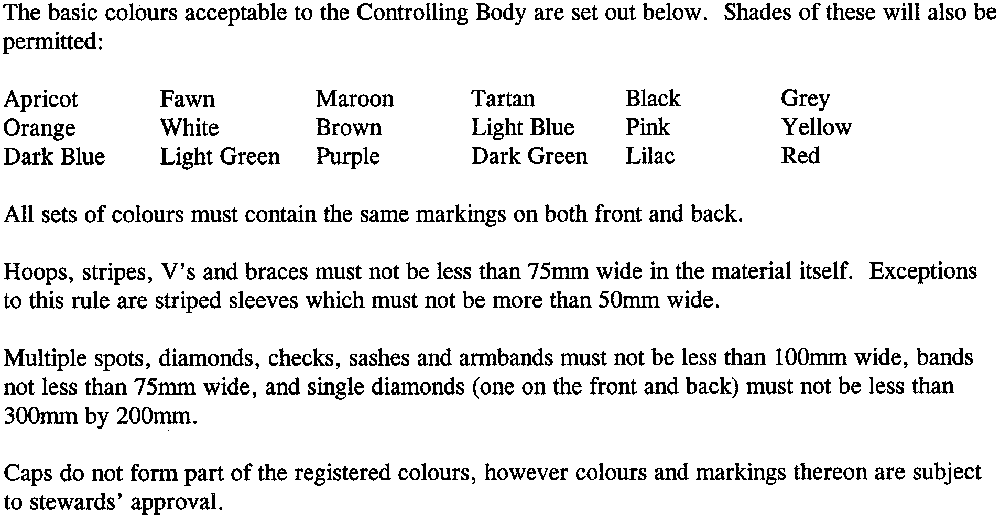 The basic colours acceptable to the Controlling Body are set out below. Shades of these will also be
permitted:
Apricot Fawn Maroon Tartan Black Grey
Orange White Brown Light Blue Pink Yellow
Dark Blue Light Green Purple Dark Green Lilac Red
All sets of colours must contain the same markings on both front and back.
Hoops, stripes, V's and braces must not be less than 75mm wide in the material itself. Exceptions
to this rule are striped sleeves which must not be more than 50mm wide.
Multiple spots, diamonds, checks, sashes and armbands must not be less than 100mm wide, bands
not less than 75mm wide, and single diamonds (one on the front and back) must not be less than
300mm by 200mm.
Caps do not form part of the registered colours, however colours and markings thereon are subject
to stewards' approval.